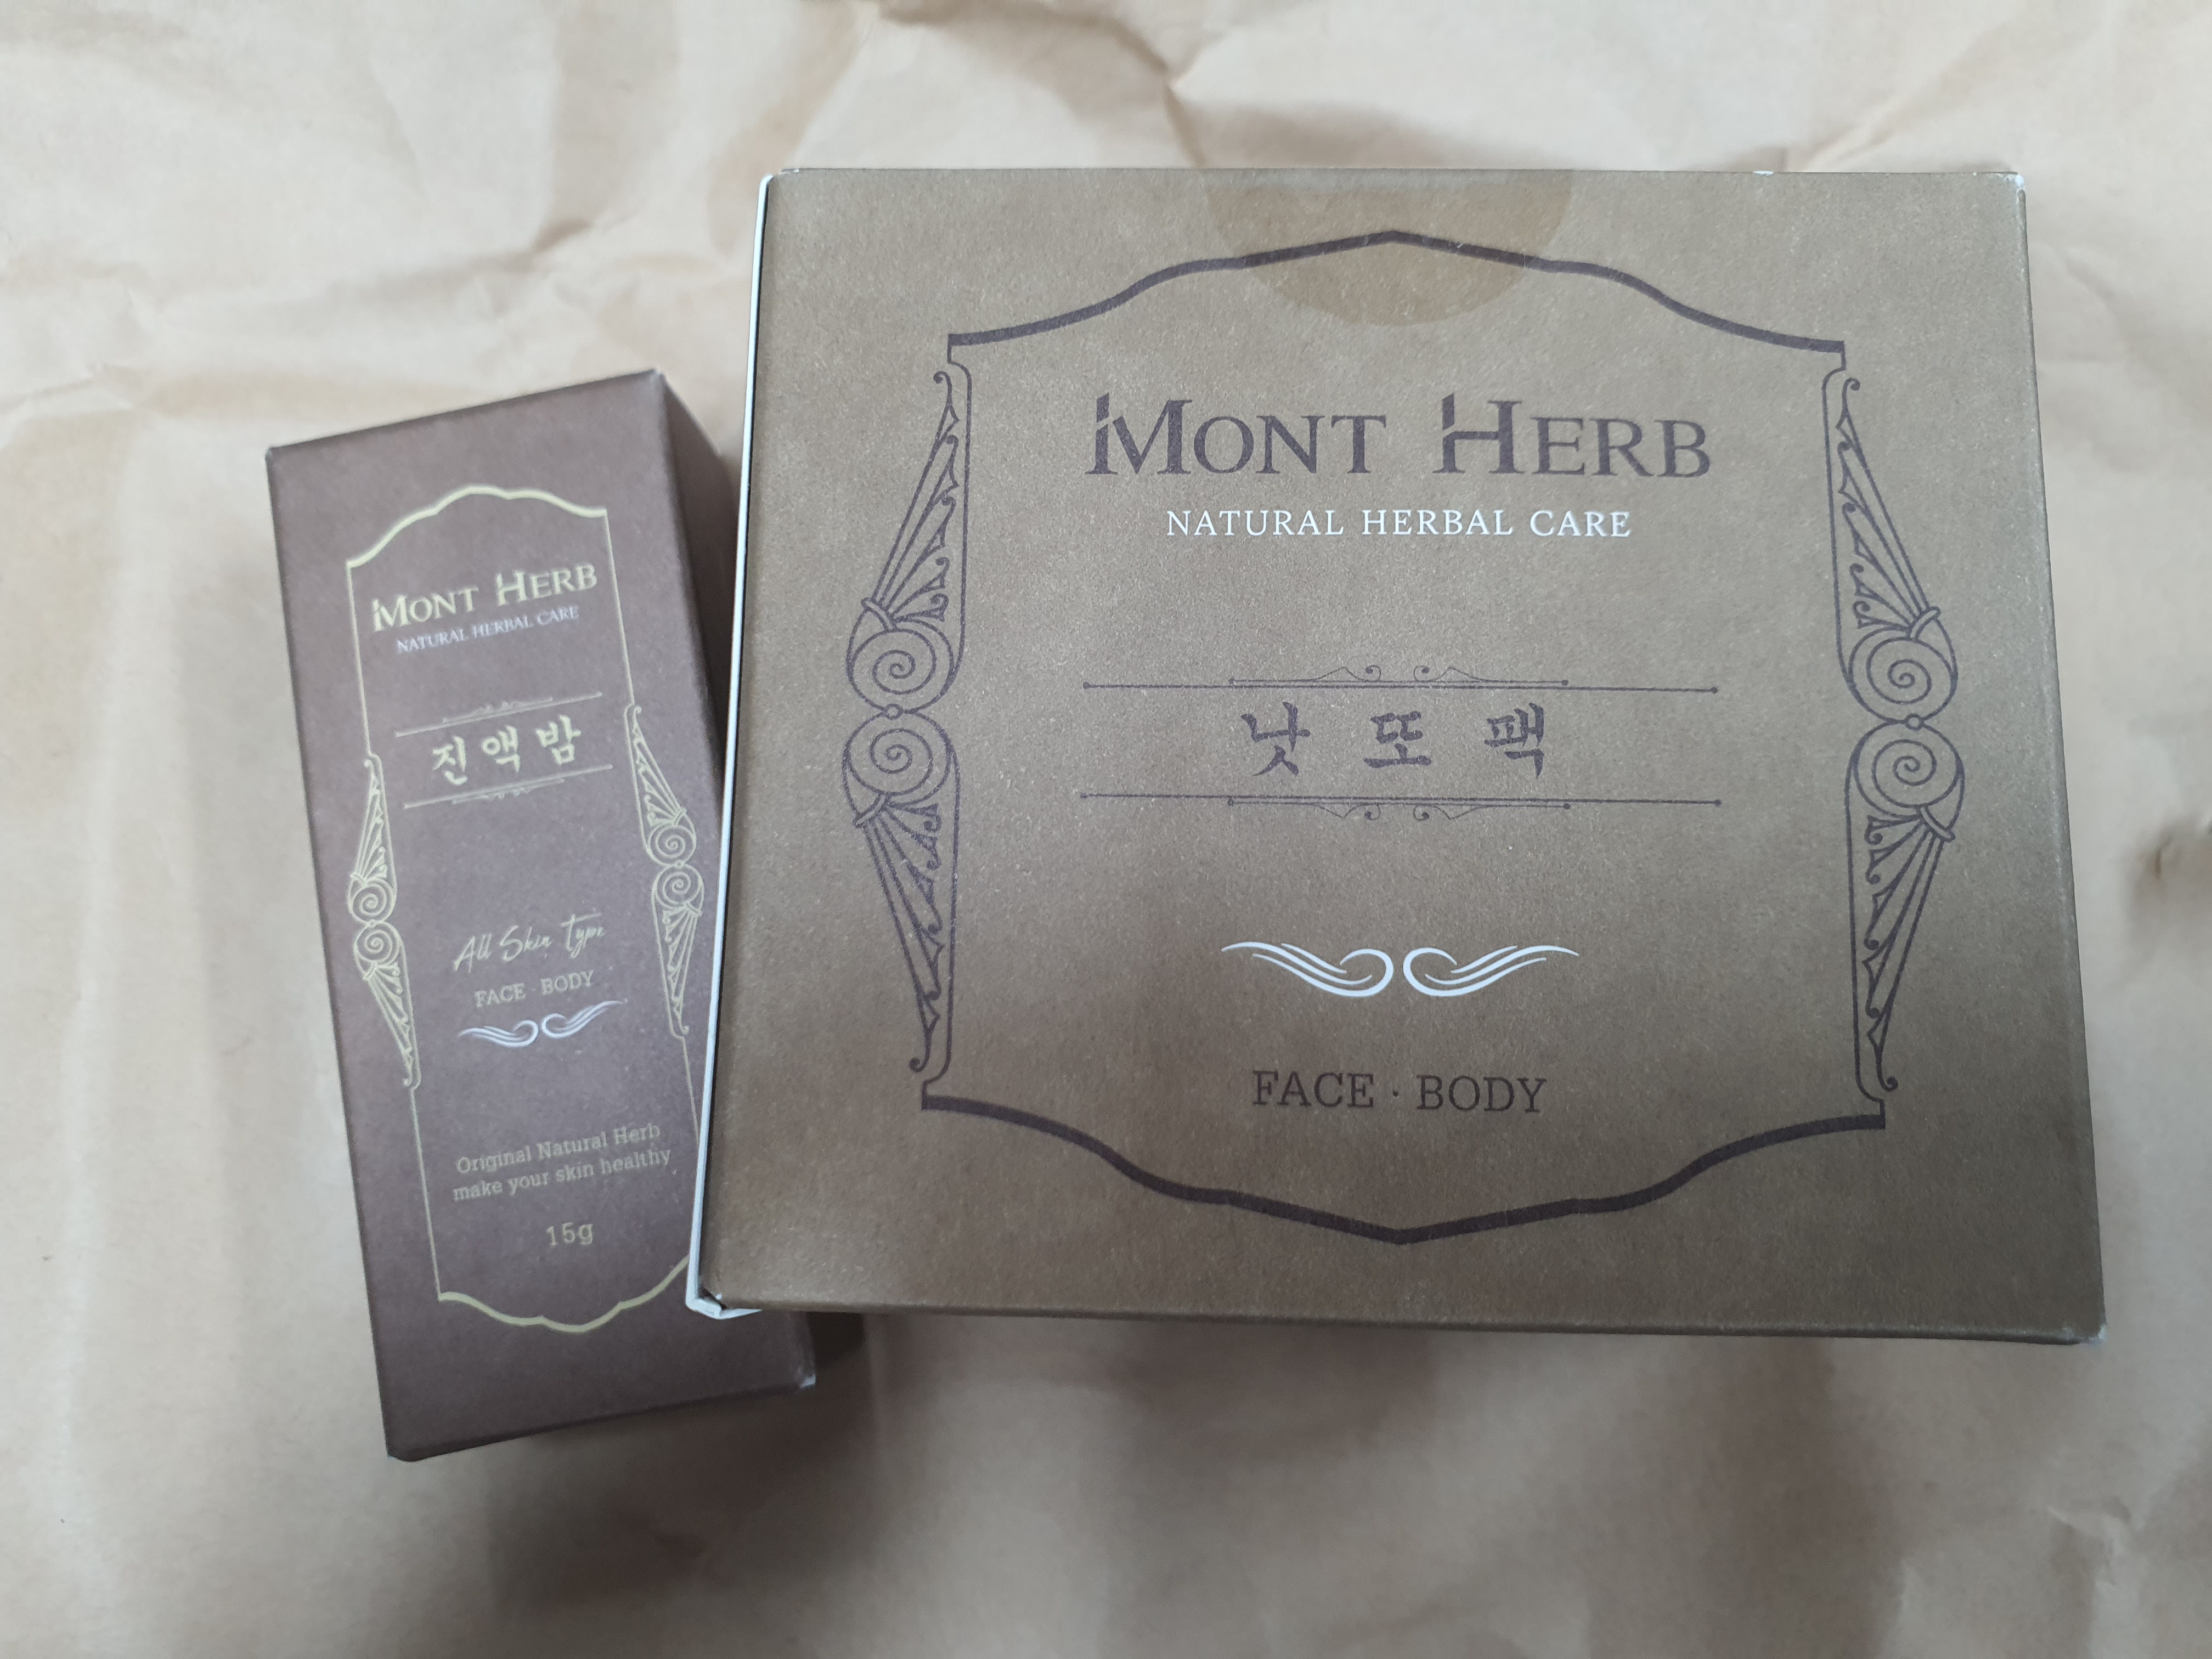 MONT HERB
NATURAL HERBAL CARE
진액밤
All Skin Type
FACE · BODY
Original Natural Herb
make your skin healthy
15g
MONT HERB
NATURAL HERBAL CARE
낫또팩
FACE · BODY